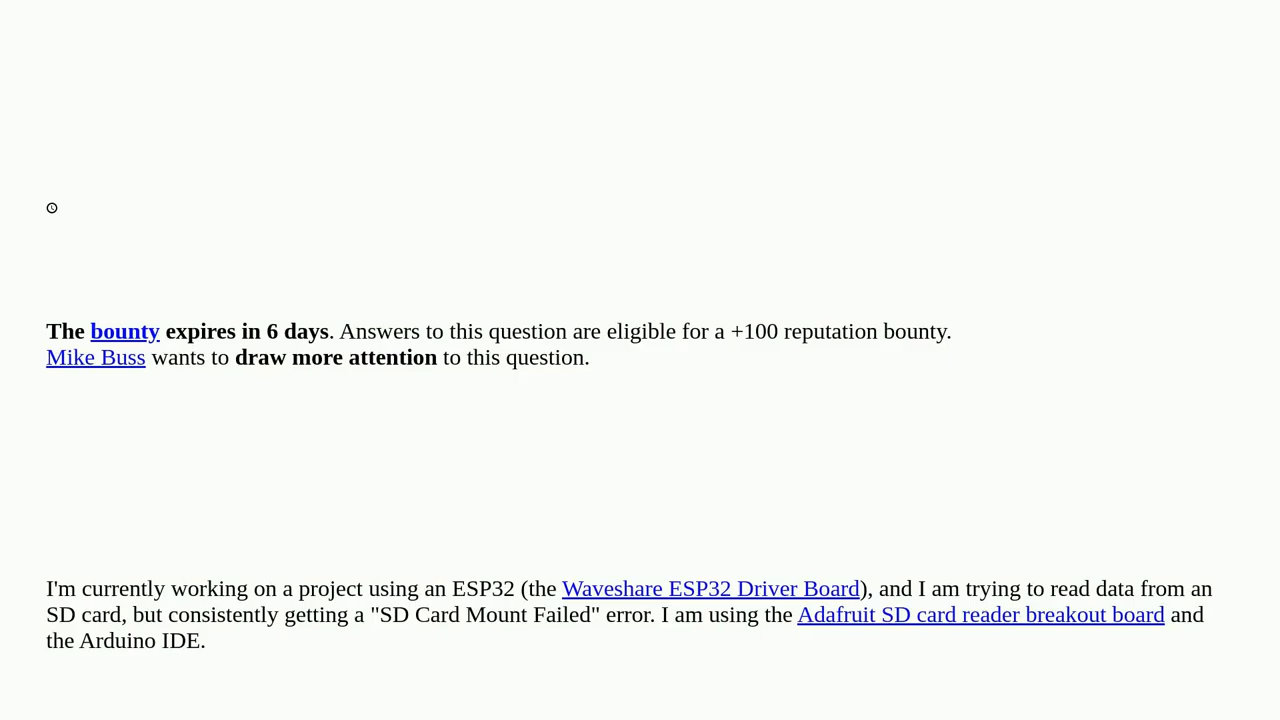 The bounty expires in 6 days. Answers to this question are eligible for a +100 reputation bounty.
Mike Buss wants to draw more attention to this question.
I'm currently working on a project using an ESP32 (the Waveshare ESP32 Driver Board), and I am trying to read data from an
SD card, but consistently getting a "SD Card Mount Failed" error. I am using the Adafruit SD card reader breakout board and
the Arduino IDE.